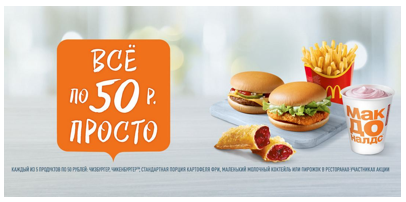 ВСЁ
ПО 50 Р.
ПРОСТО
Мак
ДО
налдс
КАЖДЫЙ ИЗ 5 ПРОДУКТОВ ПО 50 РУБЛЕЙ: ЧИЗБУРГЕР, ЧИКЕНБУРГЕР, СТАНДАРТНАЯ ПОРЦИЯ КАРТОФЕЛЯ ФРИ, МАЛЕНЬКИЙ МОЛОЧНЫЙ КОКТЕЙЛЬ ИЛИ ПИРОЖОК В РЕСТОРАНАХ УЧАСТНИКАХ АКЦИИ